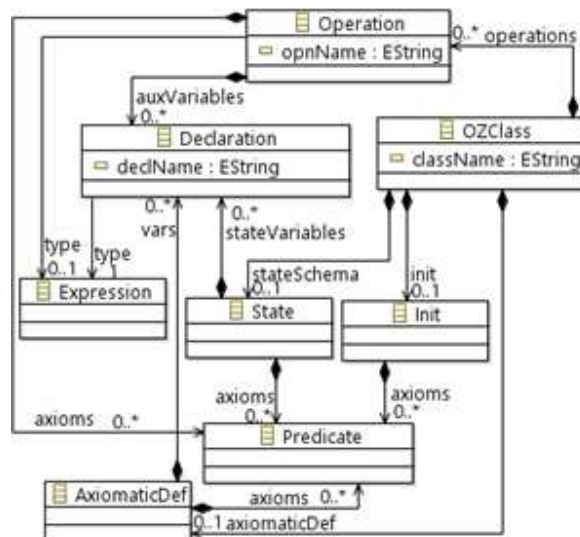 Operation
0..* operations
opnName : EString
auxVariables
0..*
Declaration
declName : EString
OZClass
className : EString
0..*
vars
0..*
stateVariables
type
0..1
type
1
stateSchema
0..1
init
0..1
Expression
State
Init
axioms
0..*
axioms
0..*
axioms 0..*
Predicate
AxiomaticDef
axioms 0..*
0..1 axiomaticDef